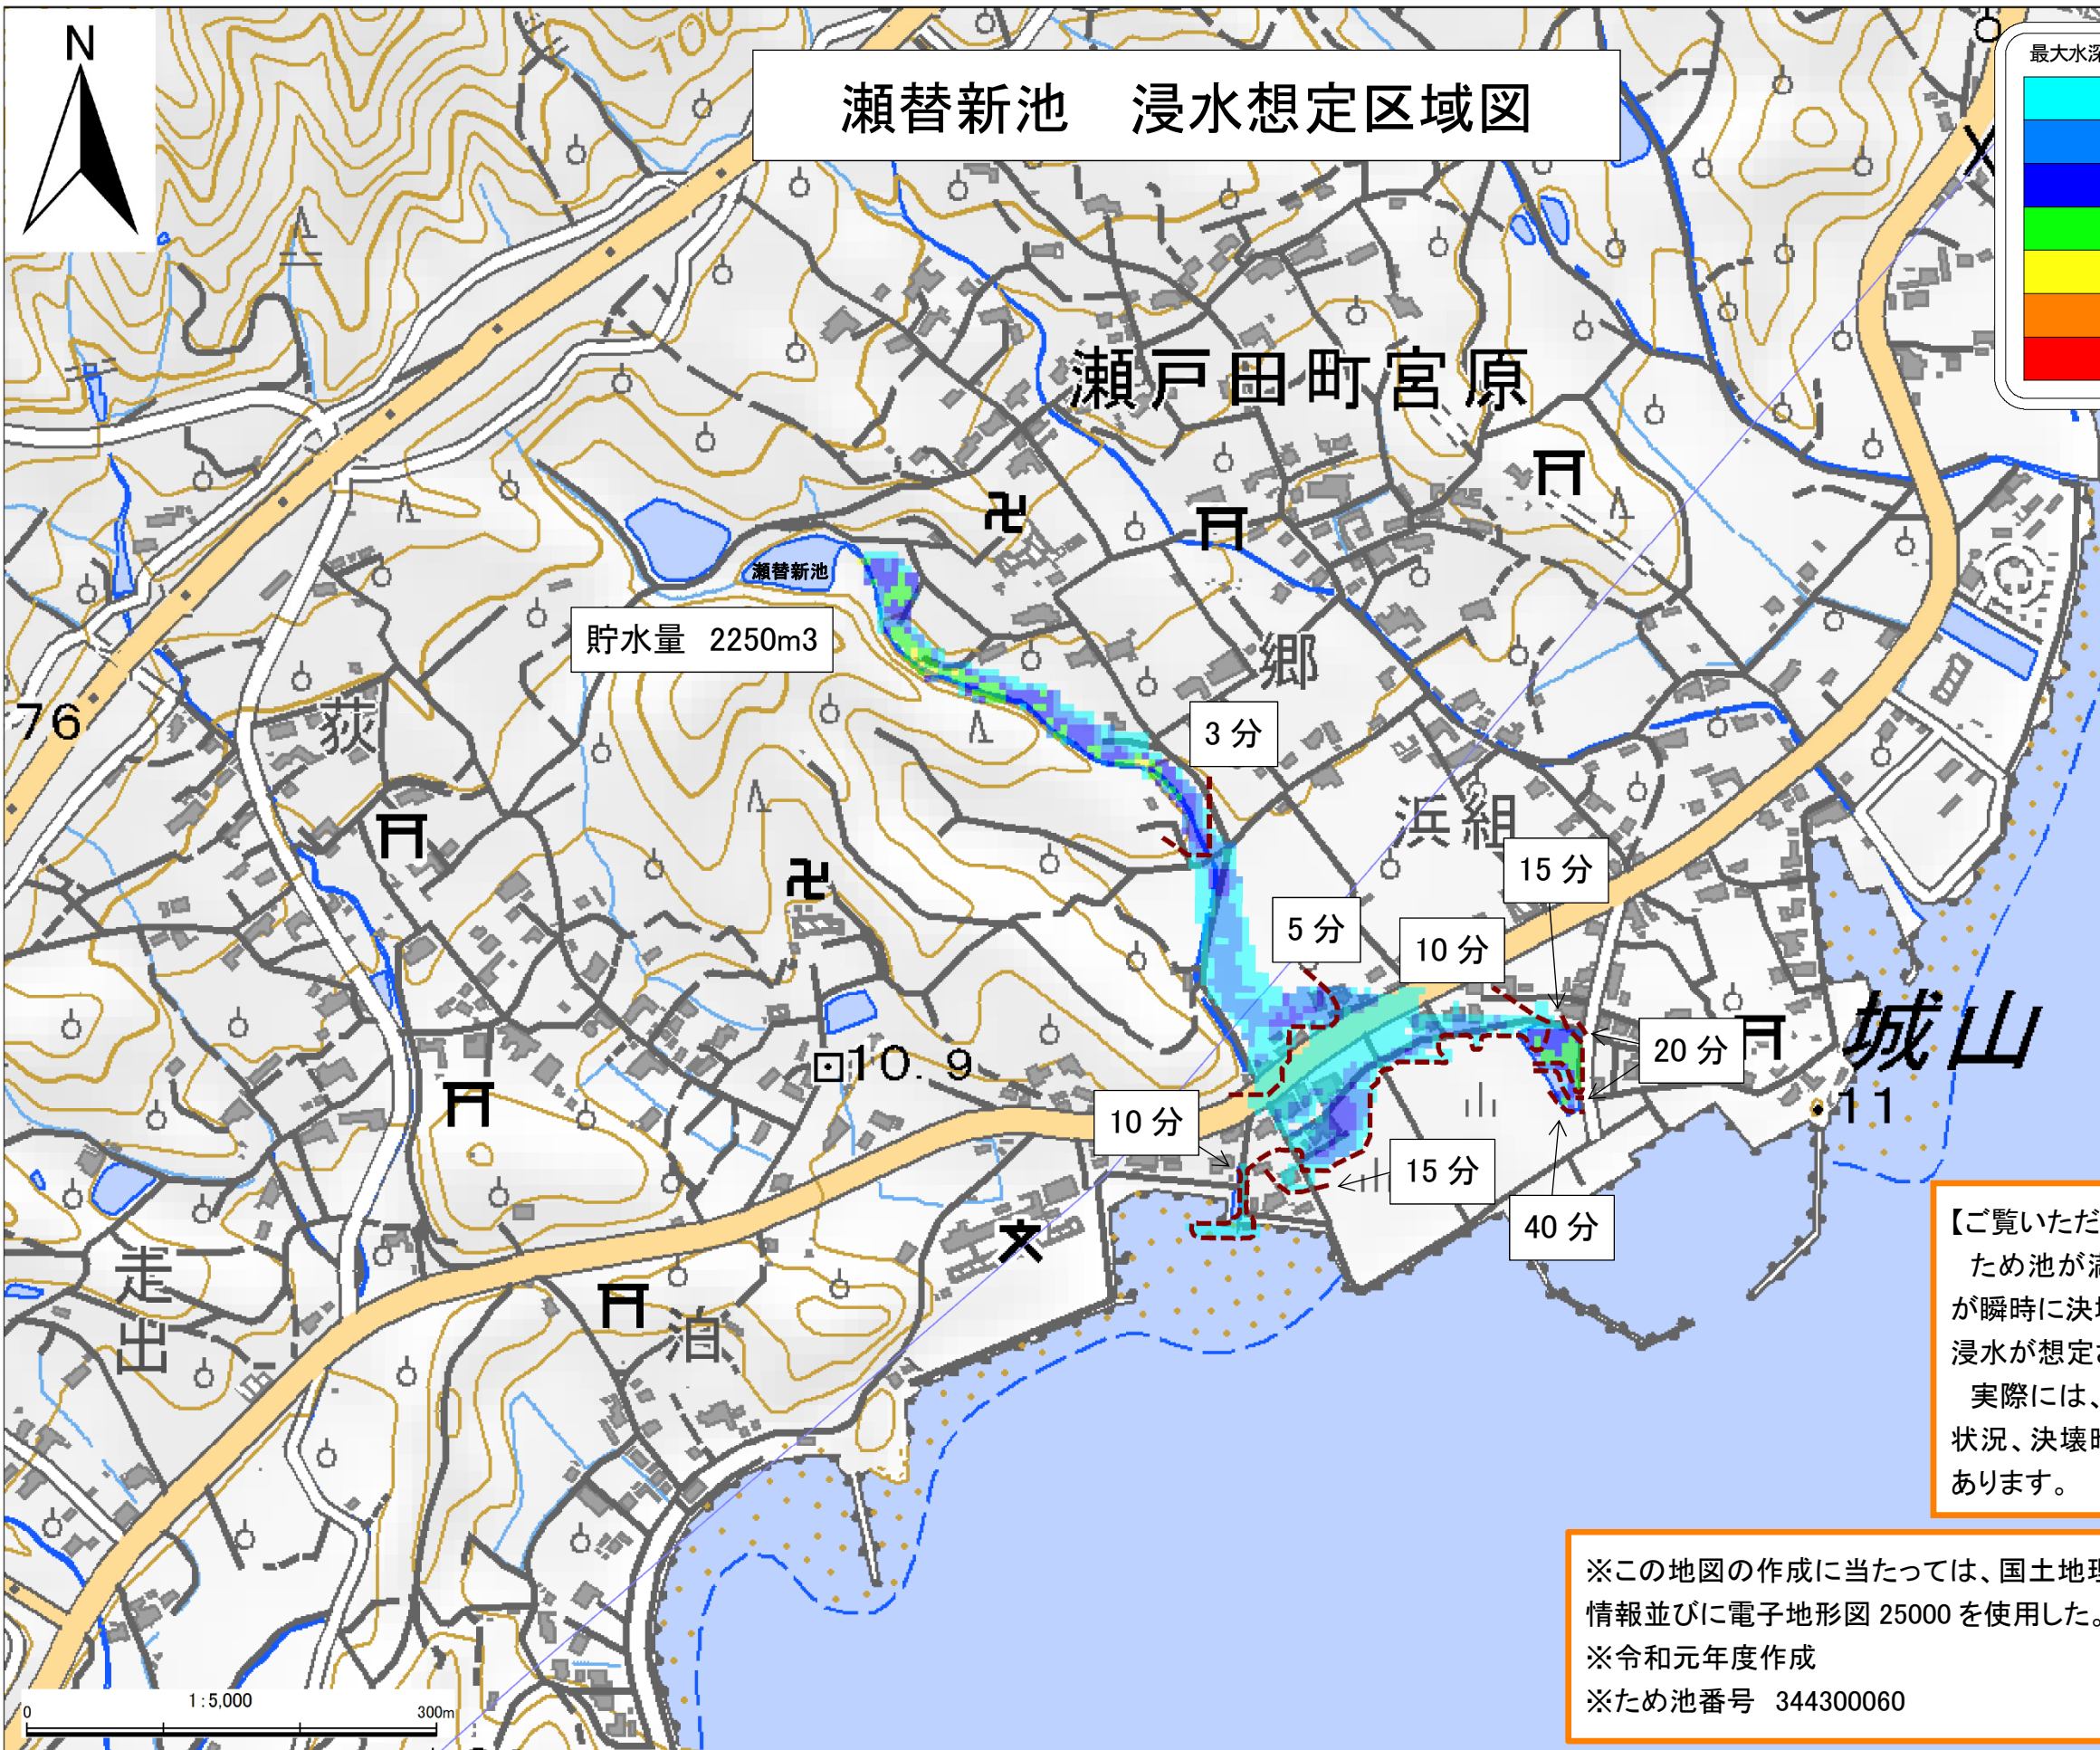 N
瀬替新池　浸水想定区域図
最大水深
100
瀬戸田町宮原
瀬替新池
貯水量 2250m3
郷
荻
76
3 分
浜組
15 分
5 分
10 分
城山
20 分
10.9
11
10 分
15 分
40 分
走出
泊
【ご覧いただ
ため池が満
が瞬時に決壊
浸水が想定さ
実際には、
状況、決壊時
あります。
※この地図の作成に当たっては、国土地理
情報並びに電子地形図 25000 を使用した。
※令和元年度作成
※ため池番号 344300060
1:5,000
0 300m